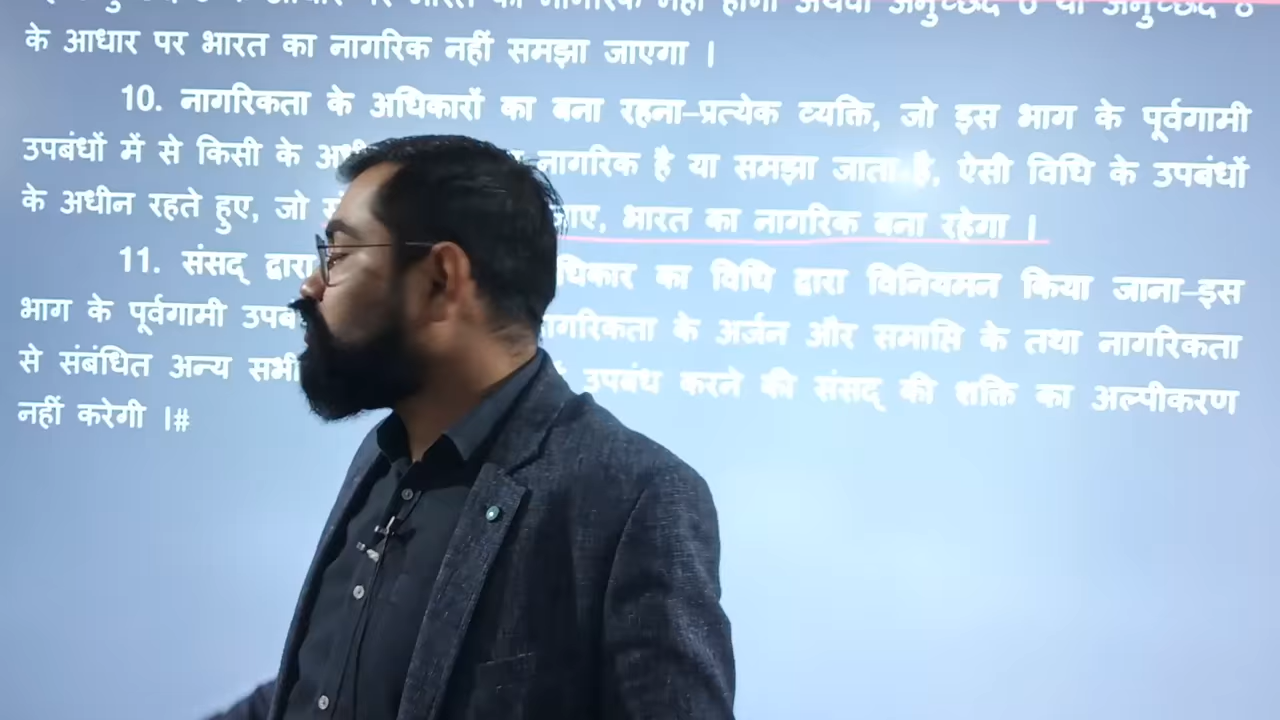 के आधार पर भारत का नागरिक नहीं समझा जाएगा ।
10. नागरिकता के अधिकारों का बना रहना–प्रत्येक व्यक्ति, जो इस भाग के पूर्वगामी
उपबंधों में से किसी के नागरिक है या समझा जाता है, ऐसी विधि के उपबंधों
के अधीन रहते हुए, जो भारत का नागरिक बना रहेगा ।
11. संसद् द्वारा का विधि द्वारा विनियमन किया जाना–इस
भाग के पूर्वगामी के अर्जन और समाप्ति के तथा नागरिकता
से संबंधित अन्य सभी उपबंध करने की संसद् की शक्ति का अल्पीकरण
नहीं करेगी ।#